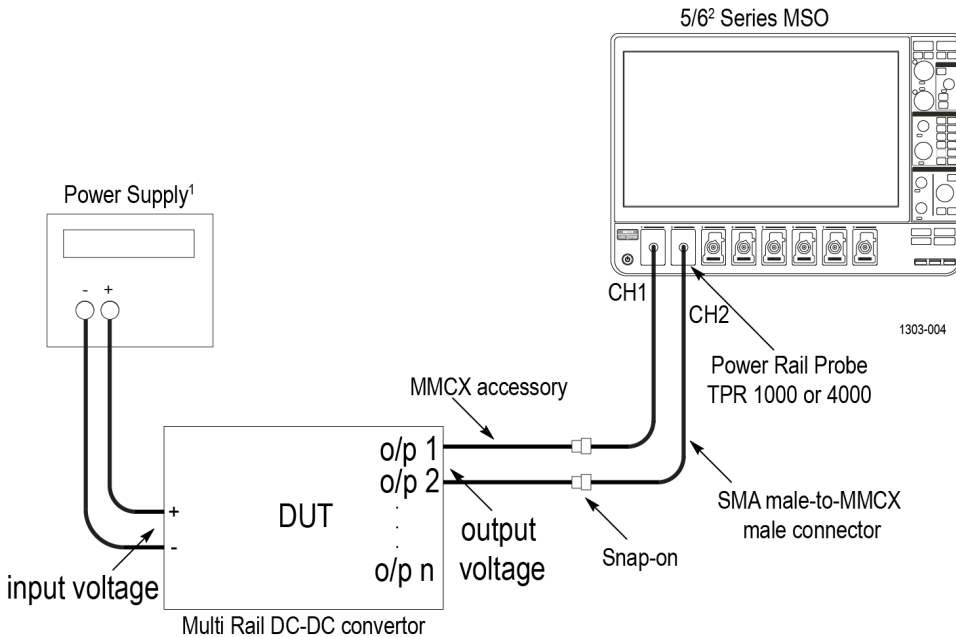 5/6² Series MSO
Power Supply¹
- +
CH1
CH2
1303-004
Power Rail Probe
TPR 1000 or 4000
MMCX accessory
o/p 1
o/p 2
.
.
.
o/p n
+
-
DUT
output
voltage
input voltage
SMA male-to-MMCX
male connector
Snap-on
Multi Rail DC-DC convertor